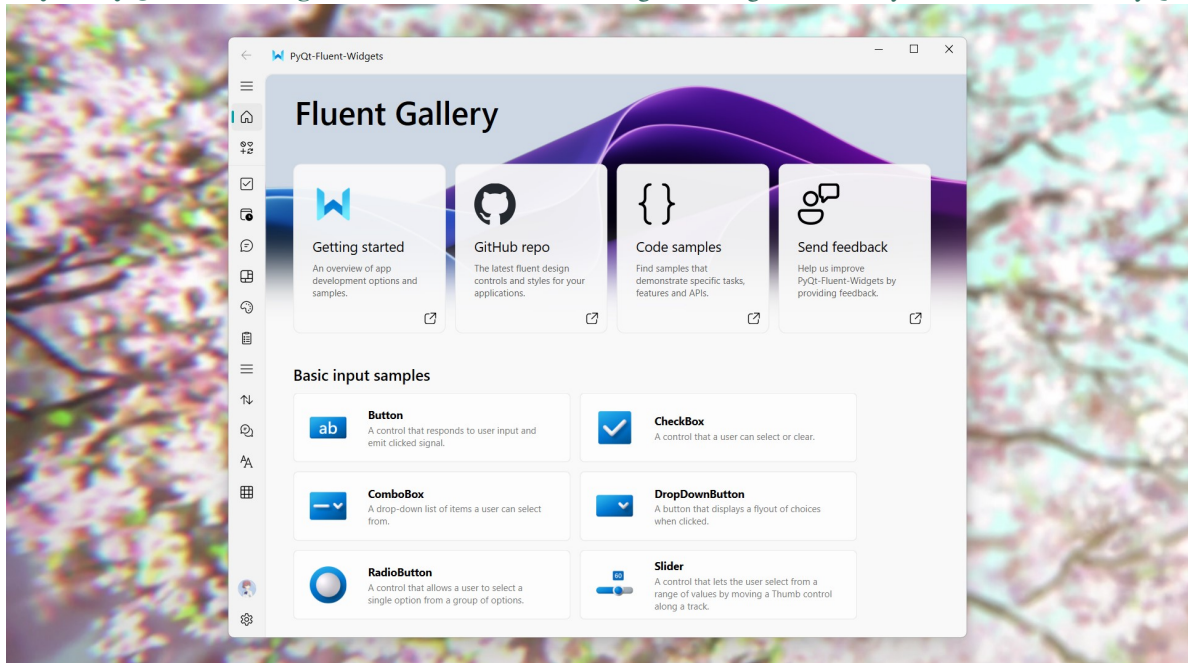 PyQt-Fluent-Widgets
Fluent Gallery
Getting started
An overview of app
development options and
samples.
GitHub repo
The latest fluent design
controls and styles for your
applications.
Code samples
Find samples that
demonstrate specific tasks,
features and APIs.
Send feedback
Help us improve
PyQt-Fluent-Widgets by
providing feedback.
Basic input samples
ab
Button
A control that responds to user input and
emit clicked signal.
CheckBox
A control that a user can select or clear.
ComboBox
A drop-down list of items a user can select
from.
DropDownButton
A button that displays a flyout of choices
when clicked.
RadioButton
A control that allows a user to select a
single option from a group of options.
60
Slider
A control that lets the user select from a
range of values by moving a Thumb control
along a track.